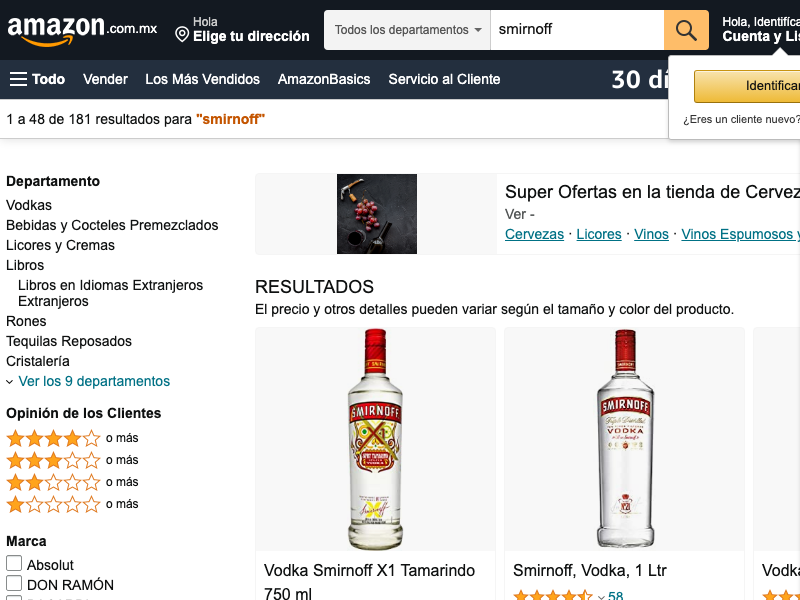 amazon.com.mx
Hola
Elige tu dirección
Todos los departamentos
smirnoff
Hola, Identifica
Cuenta y Lis
Todo
Vender
Los Más Vendidos
AmazonBasics
Servicio al Cliente
30 dí
Identificar
¿Eres un cliente nuevo?
1 a 48 de 181 resultados para "smirnoff"
Departamento
Vodkas
Bebidas y Cocteles Premezclados
Licores y Cremas
Libros
Libros en Idiomas Extranjeros
Extranjeros
Rones
Tequilas Reposados
Cristalería
Ver los 9 departamentos
Opinión de los Clientes
o más
o más
o más
o más
Marca
Absolut
DON RAMÓN
Super Ofertas en la tienda de Cervez
Ver -
Cervezas · Licores · Vinos · Vinos Espumosos y
RESULTADOS
El precio y otros detalles pueden variar según el tamaño y color del producto.
SMIRNOFF
SMIRNOFF
VODKA
Vodka Smirnoff X1 Tamarindo
750 ml
Smirnoff, Vodka, 1 Ltr
58
Vodk